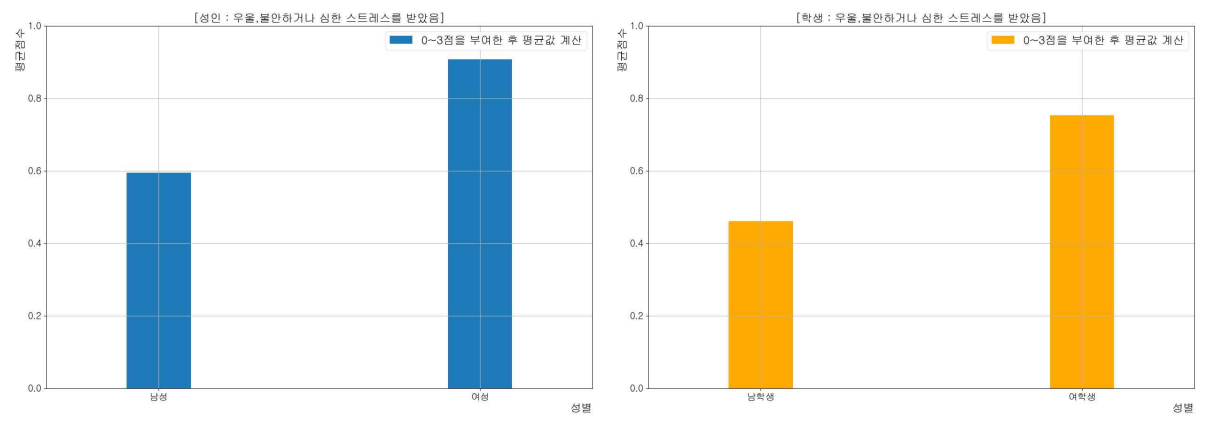 [성인 : 우울,불안하거나 심한 스트레스를 받았음]
평균점수
1.0
0.8
0.6
0.4
0.2
0.0
0~3점을 부여한 후 평균값 계산
남성
여성
성별
[학생 : 우울,불안하거나 심한 스트레스를 받았음]
평균점수
1.0
0.8
0.6
0.4
0.2
0.0
0~3점을 부여한 후 평균값 계산
남학생
여학생
성별